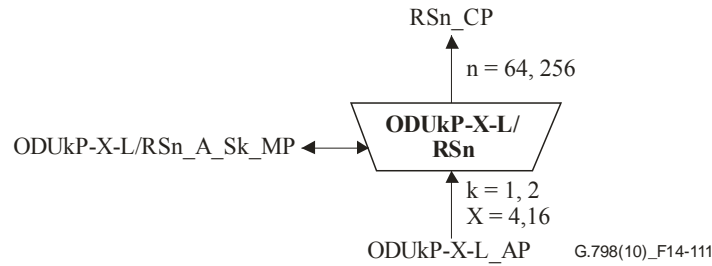 RSn_CP
n = 64, 256
ODUkP-X-L/
RSn
ODUkP-X-L/RSn_A_Sk_MP
k = 1, 2
X = 4,16
ODUkP-X-L_AP
G.798(10)_F14-111